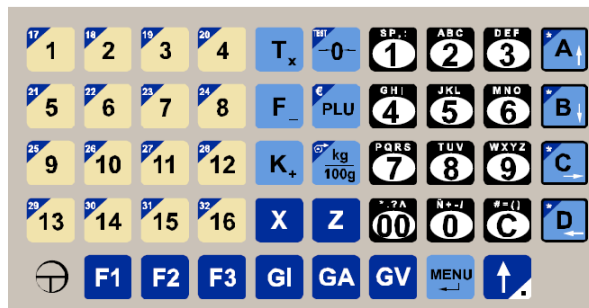 17 1 18 2 19 3 20 4 Tx TEST -0- SP,: 1 ABC 2 DEF 3 * A↑
21 5 22 6 23 7 24 8 F_ € PLU GHI 4 JKL 5 MNO 6 * B↓
25 9 26 10 27 11 28 12 K+ kg/100g PQRS 7 TUV 8 WXYZ 9 * C→
29 13 30 14 31 15 32 16 X Z *.?Λ 00 Ñ+-/ 0 #=() C * D←
F1 F2 F3 GI GA GV MENU ↵ ↑ .